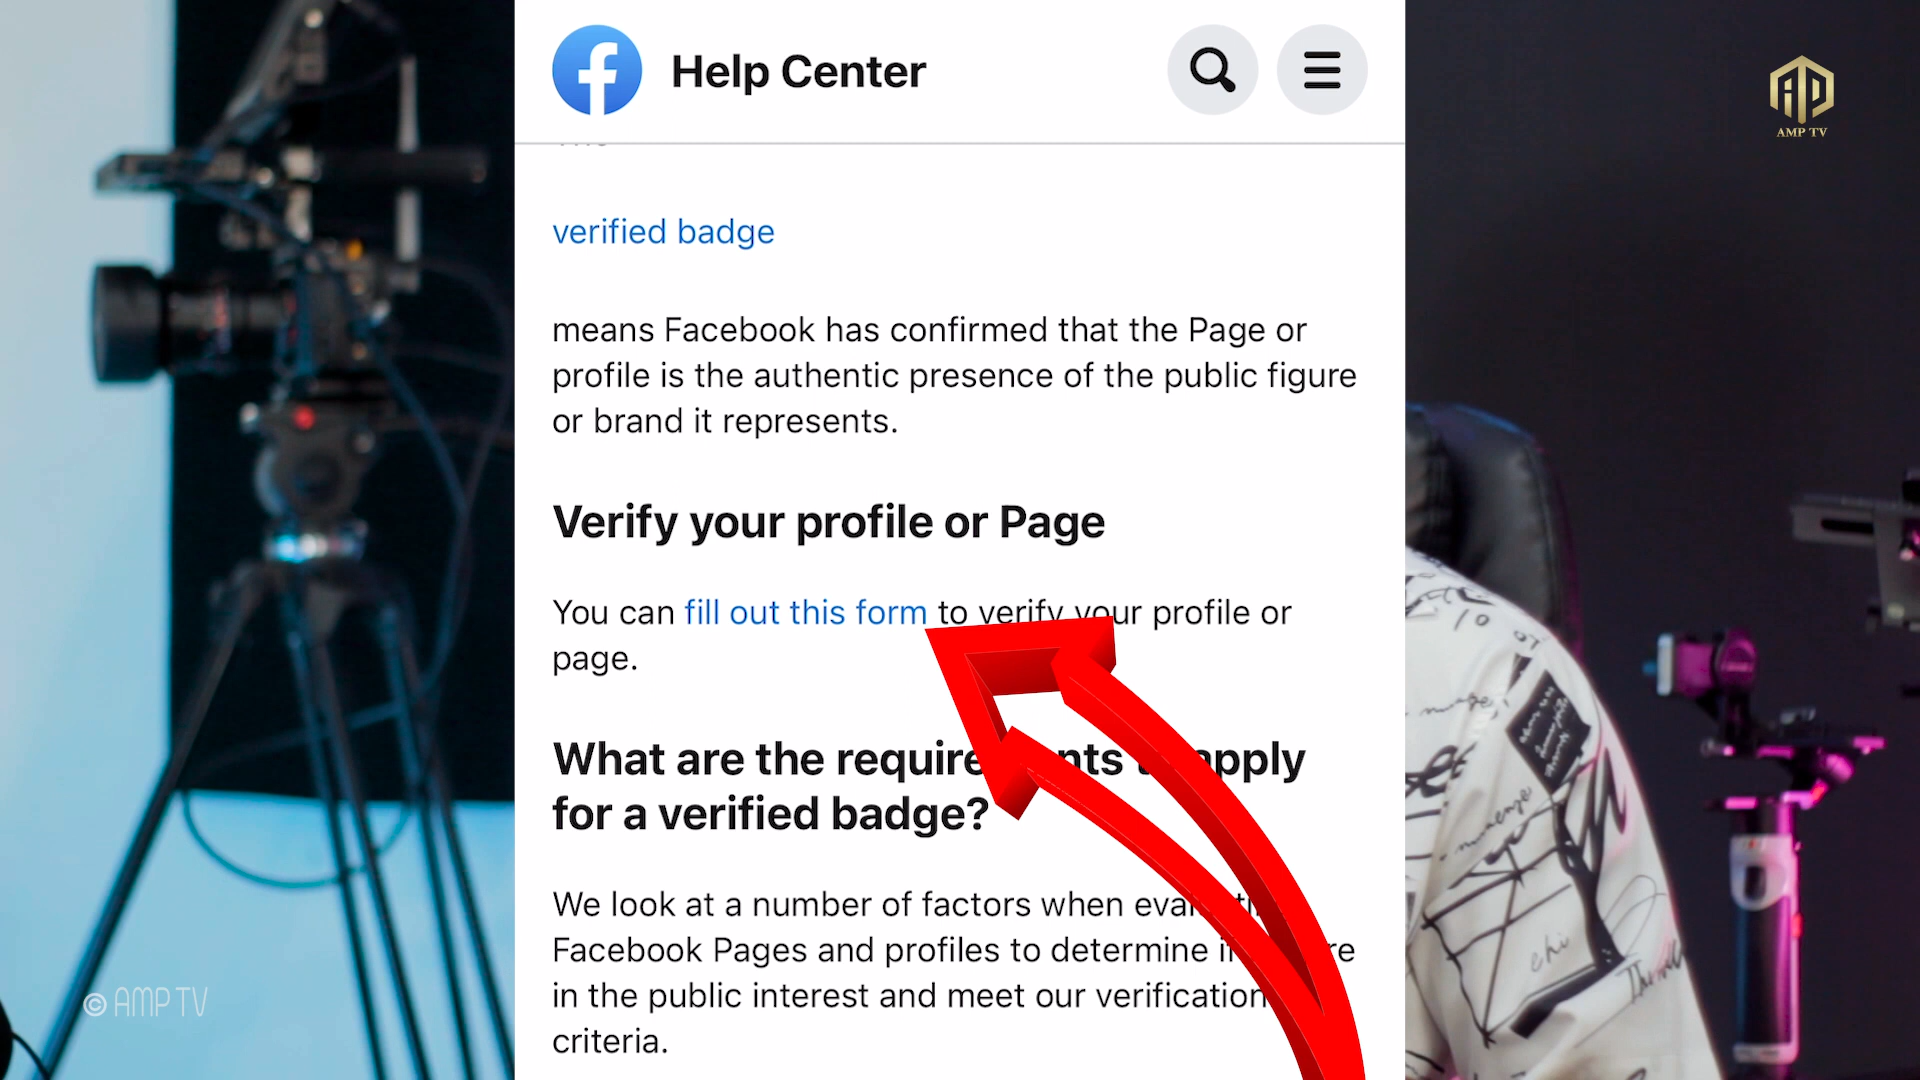 Help Center
AMP TV
verified badge
means Facebook has confirmed that the Page or
profile is the authentic presence of the public figure
or brand it represents.
Verify your profile or Page
You can fill out this form to verify your profile or
page.
What are the requirements to apply
for a verified badge?
We look at a number of factors when
Facebook Pages and profiles to determine
in the public interest and meet our verification
criteria.
© AMP TV